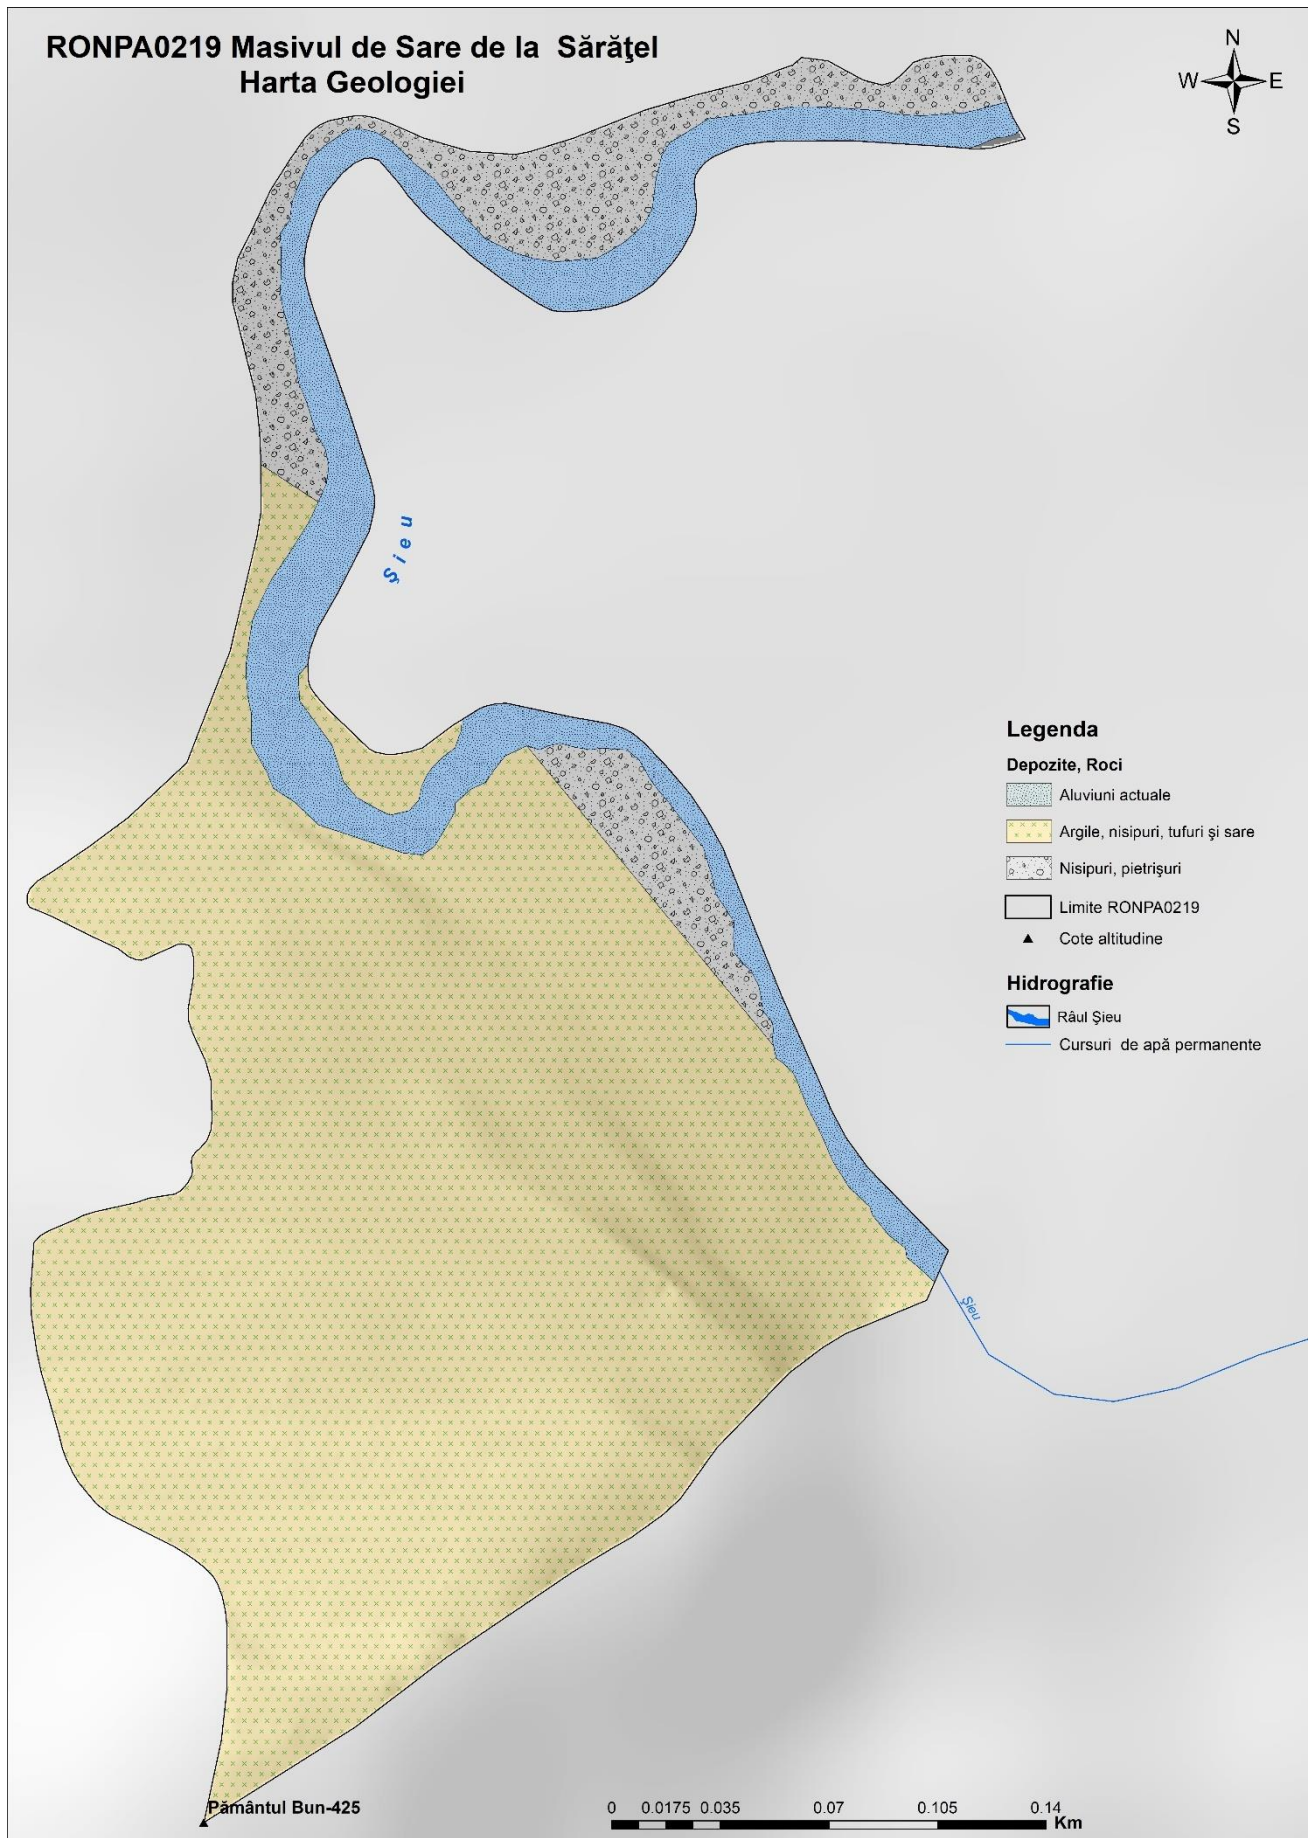 RONPA0219 Masivul de Sare de la  Sărăţel
Harta Geologiei
N
W E
S
Şieu
Legenda
Depozite, Roci
Aluviuni actuale
Argile, nisipuri, tufuri şi sare
Nisipuri, pietrişuri
Limite RONPA0219
Cote altitudine
Hidrografie
Râul Şieu
Cursuri  de apă permanente
Şieu
Pământul Bun-425
0 0.0175 0.035 0.07 0.105 0.14
Km